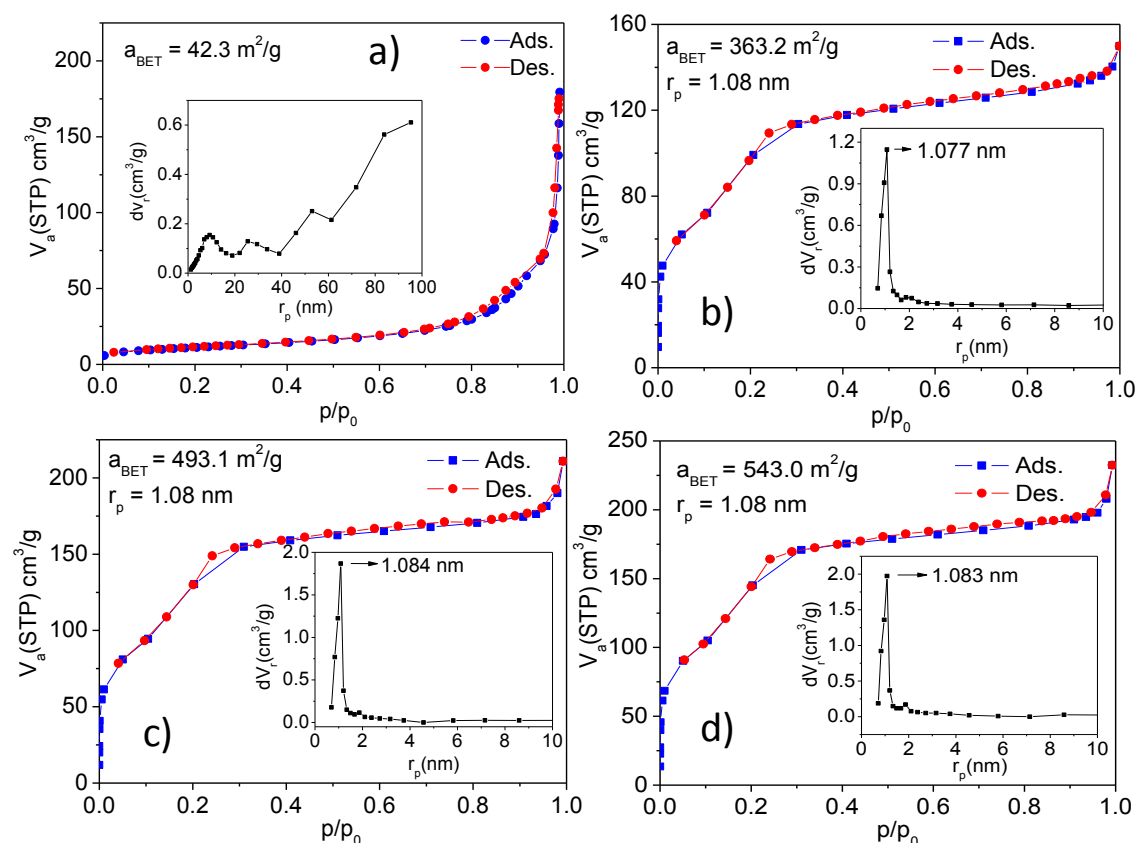 a_BET = 42.3 m²/g
a)
Ads.
Des.
V_a(STP) cm³/g
200
150
100
50
0
0.0 0.2 0.4 0.6 0.8 1.0
p/p₀
dv_r(cm³/g)
0.6
0.4
0.2
0.0
0 20 40 60 80 100
r_p (nm)
a_BET = 363.2 m²/g
r_p = 1.08 nm
Ads.
Des.
b)
V_a(STP) cm³/g
160
120
80
40
0
0.0 0.2 0.4 0.6 0.8 1.0
p/p₀
1.077 nm
dV_r(cm³/g)
1.2
0.9
0.6
0.3
0.0
0 2 4 6 8 10
r_p(nm)
a_BET = 493.1 m²/g
r_p = 1.08 nm
Ads.
Des.
c)
V_a(STP) cm³/g
200
150
100
50
0
0.0 0.2 0.4 0.6 0.8 1.0
p/p₀
1.084 nm
dV_r(cm³/g)
2.0
1.5
1.0
0.5
0.0
0 2 4 6 8 10
r_p(nm)
a_BET = 543.0 m²/g
r_p = 1.08 nm
Ads.
Des.
d)
V_a(STP) cm³/g
250
200
150
100
50
0
0.0 0.2 0.4 0.6 0.8 1.0
p/p₀
1.083 nm
dV_r(cm³/g)
2.0
1.5
1.0
0.5
0.0
0 2 4 6 8 10
r_p(nm)